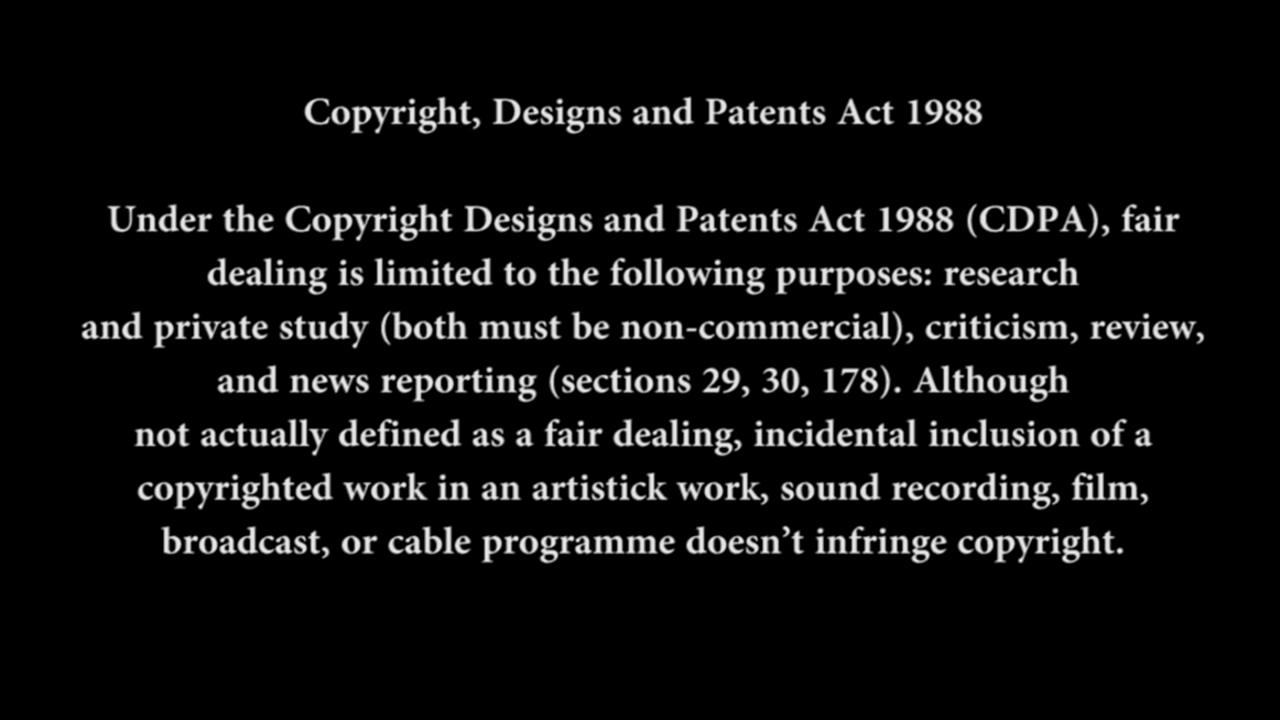 Copyright, Designs and Patents Act 1988
Under the Copyright Designs and Patents Act 1988 (CDPA), fair
dealing is limited to the following purposes: research
and private study (both must be non-commercial), criticism, review,
and news reporting (sections 29, 30, 178). Although
not actually defined as a fair dealing, incidental inclusion of a
copyrighted work in an artistick work, sound recording, film,
broadcast, or cable programme doesn’t infringe copyright.